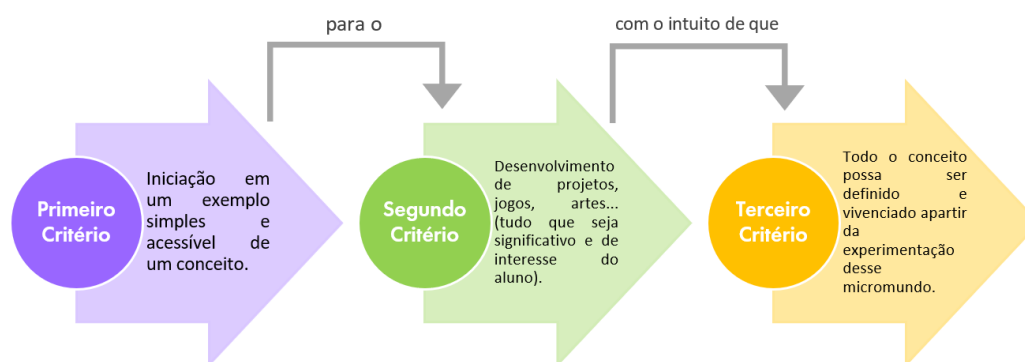 para o
com o intuito de que
Primeiro
Critério
Iniciação em
um exemplo
simples e
acessível de
um conceito.
Segundo
Critério
Desenvolvimento
de projetos,
jogos, artes...
(tudo que seja
significativo e de
interesse do
aluno).
Terceiro
Critério
Todo o conceito
possa ser
definido e
vivenciado apartir
da
experimentação
desse
micromundo.